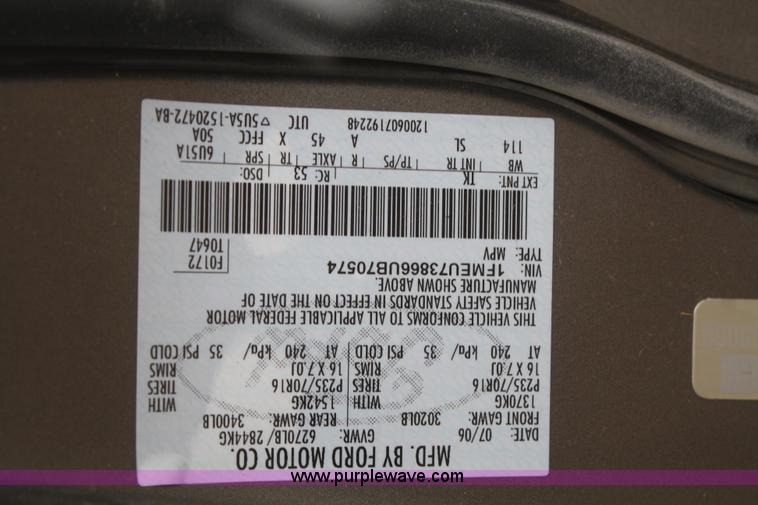 MFD. BY FORD MOTOR CO.
DATE: 07/06 GVWR: 6270LB/2844KG
FRONT GAWR: 3020LB REAR GAWR: 3400LB
1370KG WITH 1542KG WITH
P235/70R16 TIRES P235/70R16 TIRES
16 X 7.0J RIMS 16 X 7.0J RIMS
AT 240 kPa/ 35 PSI COLD AT 240 kPa/ 35 PSI COLD
THIS VEHICLE CONFORMS TO ALL APPLICABLE FEDERAL MOTOR
VEHICLE SAFETY STANDARDS IN EFFECT ON THE DATE OF
MANUFACTURE SHOWN ABOVE.
VIN: 1FMEU73866UB70574 F0172
TYPE: MPV T0647
EXT PNT: TK RC: 53 DSO:
WB | INT TR | TP/PS | R | AXLE | TR | SPR 6U51A
114 SL A 45 X FFCC 50A
120607192248 UTC ▽5U5A-1520472-BA
www.purplewave.com